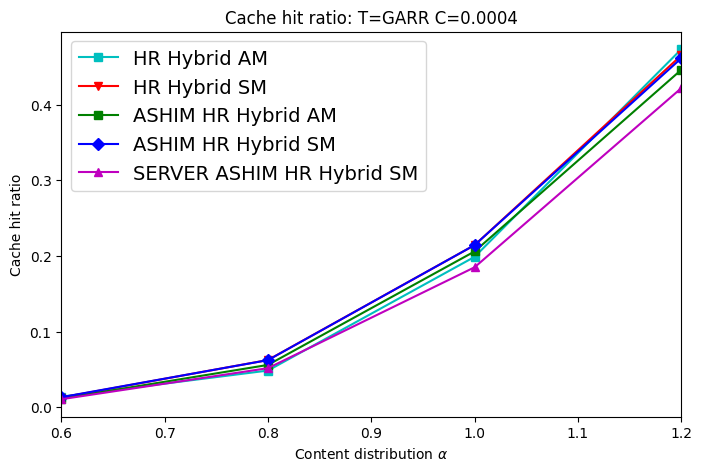 Cache hit ratio: T=GARR C=0.0004
HR Hybrid AM
HR Hybrid SM
ASHIM HR Hybrid AM
ASHIM HR Hybrid SM
SERVER ASHIM HR Hybrid SM
Cache hit ratio
0.4
0.3
0.2
0.1
0.0
0.6 0.7 0.8 0.9 1.0 1.1 1.2
Content distribution α